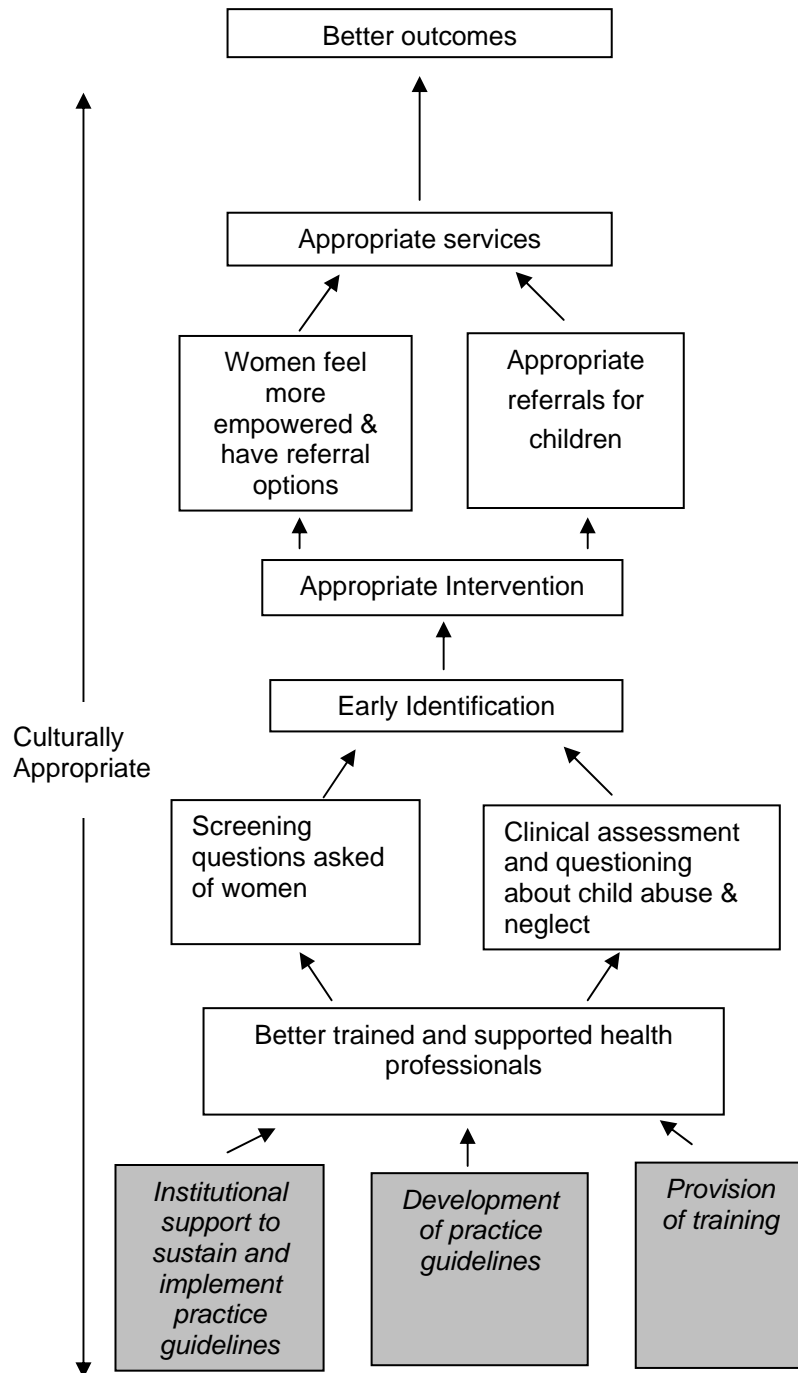 Better outcomes
Appropriate services
Women feel
more
empowered &
have referral
options
Appropriate
referrals for
children
Appropriate Intervention
Early Identification
Culturally
Appropriate
Screening
questions asked
of women
Clinical assessment
and questioning
about child abuse &
neglect
Better trained and supported health
professionals
Institutional
support to
sustain and
implement
practice
guidelines
Development
of practice
guidelines
Provision
of training